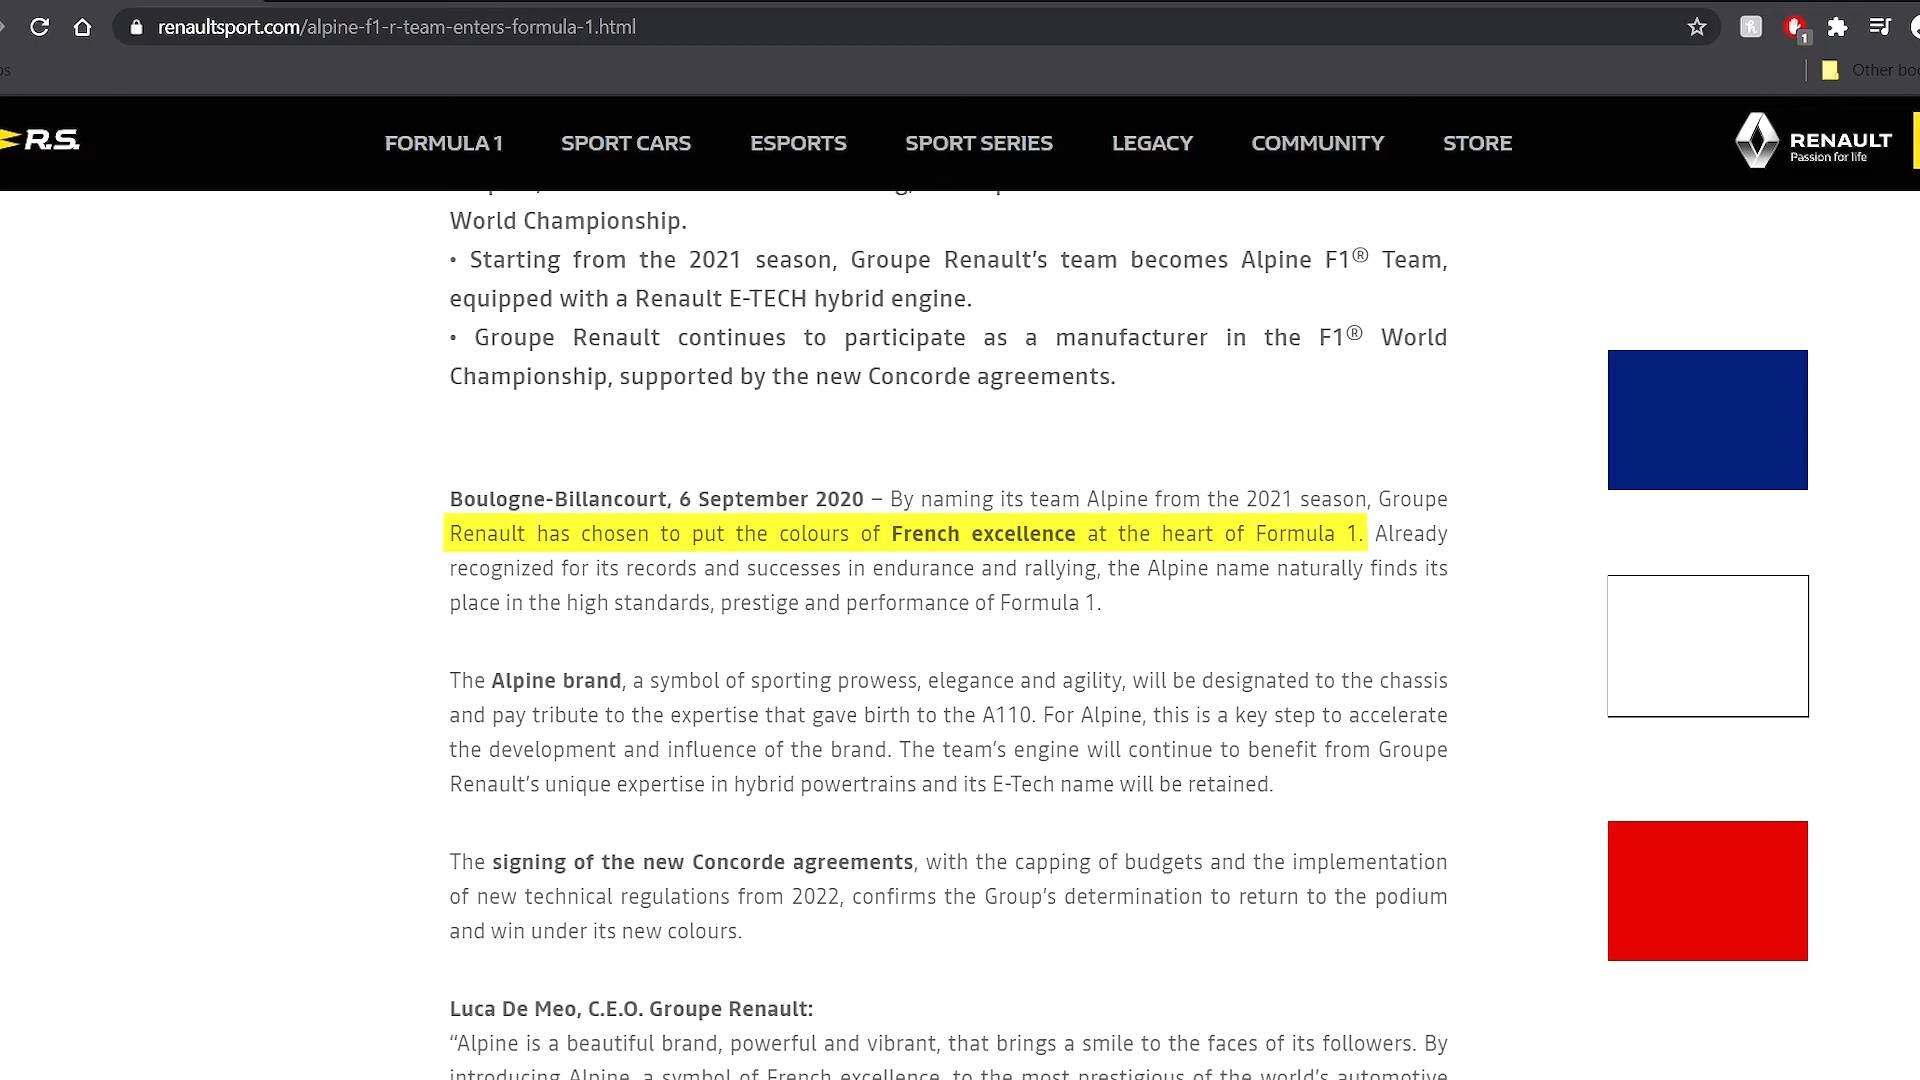 renaultsport.com/alpine-f1-r-team-enters-formula-1.html
1
Other boo
R.S.
FORMULA 1 SPORT CARS ESPORTS SPORT SERIES LEGACY COMMUNITY STORE
RENAULT
Passion for life
World Championship.
• Starting from the 2021 season, Groupe Renault’s team becomes Alpine F1® Team,
equipped with a Renault E-TECH hybrid engine.
• Groupe Renault continues to participate as a manufacturer in the F1® World
Championship, supported by the new Concorde agreements.
Boulogne-Billancourt, 6 September 2020 – By naming its team Alpine from the 2021 season, Groupe
Renault has chosen to put the colours of French excellence at the heart of Formula 1. Already
recognized for its records and successes in endurance and rallying, the Alpine name naturally finds its
place in the high standards, prestige and performance of Formula 1.
The Alpine brand, a symbol of sporting prowess, elegance and agility, will be designated to the chassis
and pay tribute to the expertise that gave birth to the A110. For Alpine, this is a key step to accelerate
the development and influence of the brand. The team’s engine will continue to benefit from Groupe
Renault’s unique expertise in hybrid powertrains and its E-Tech name will be retained.
The signing of the new Concorde agreements, with the capping of budgets and the implementation
of new technical regulations from 2022, confirms the Group’s determination to return to the podium
and win under its new colours.
Luca De Meo, C.E.O. Groupe Renault:
“Alpine is a beautiful brand, powerful and vibrant, that brings a smile to the faces of its followers. By
introducing Alpine, a symbol of French excellence, to the most prestigious of the world’s automotive